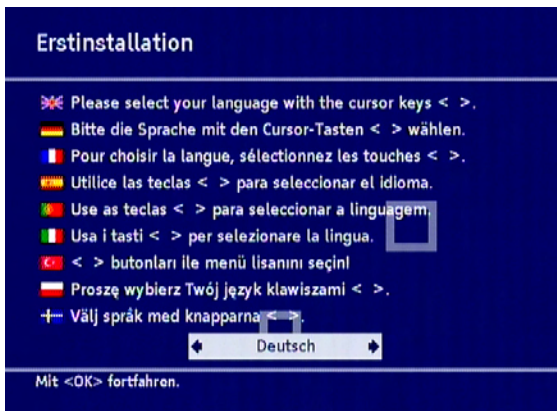 Erstinstallation
Please select your language with the cursor keys < >.
Bitte die Sprache mit den Cursor-Tasten < > wählen.
Pour choisir la langue, sélectionnez les touches < >.
Utilice las teclas < > para seleccionar el idioma.
Use as teclas < > para seleccionar a linguagem.
Usa i tasti < > per selezionare la lingua.
< > butonları ile menü lisanını seçin!
Proszę wybierz Twój język klawiszami < >.
Välj språk med knapparna < >.
Deutsch
Mit <OK> fortfahren.